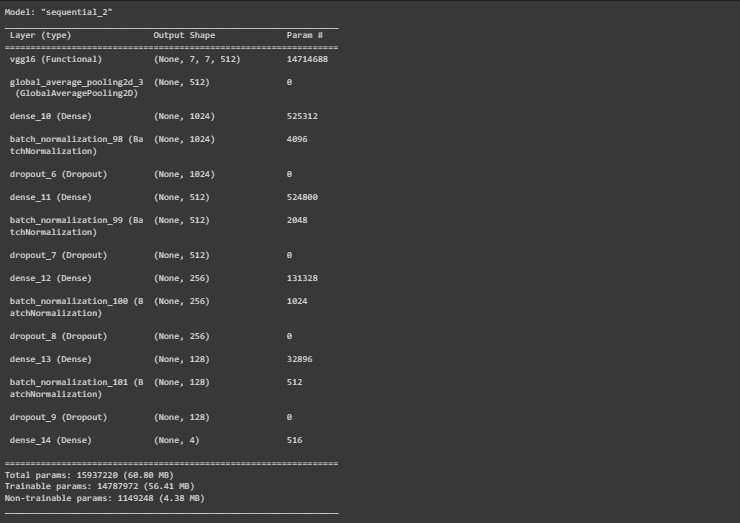 Model: "sequential_2"
Layer (type) Output Shape Param #
vgg16 (Functional) (None, 7, 7, 512) 14714688
global_average_pooling2d_3 (None, 512) 0
(GlobalAveragePooling2D)
dense_10 (Dense) (None, 1024) 525312
batch_normalization_98 (Ba (None, 1024) 4096
tchNormalization)
dropout_6 (Dropout) (None, 1024) 0
dense_11 (Dense) (None, 512) 524800
batch_normalization_99 (Ba (None, 512) 2048
tchNormalization)
dropout_7 (Dropout) (None, 512) 0
dense_12 (Dense) (None, 256) 131328
batch_normalization_100 (B (None, 256) 1024
atchNormalization)
dropout_8 (Dropout) (None, 256) 0
dense_13 (Dense) (None, 128) 32896
batch_normalization_101 (B (None, 128) 512
atchNormalization)
dropout_9 (Dropout) (None, 128) 0
dense_14 (Dense) (None, 4) 516
Total params: 15937220 (60.80 MB)
Trainable params: 14787972 (56.41 MB)
Non-trainable params: 1149248 (4.38 MB)